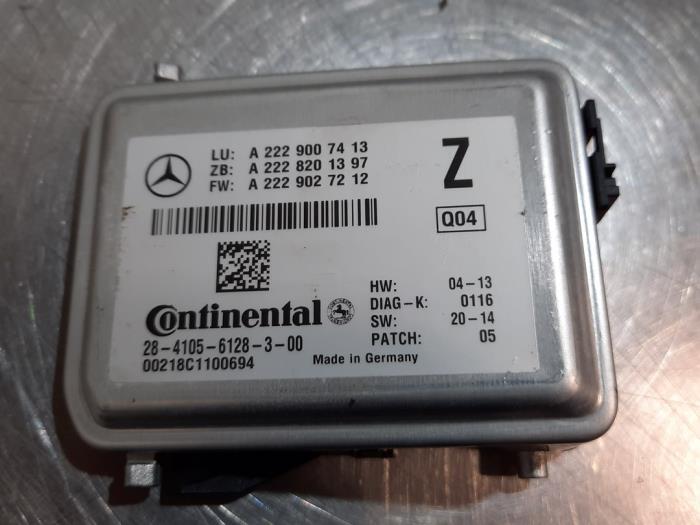 LU: A 222 900 74 13
ZB: A 222 820 13 97
FW: A 222 902 72 12
Z
Q04
Continental
28-4105-6128-3-00
00218C1100694
HW: 04-13
DIAG-K: 0116
SW: 20-14
PATCH: 05
Made in Germany